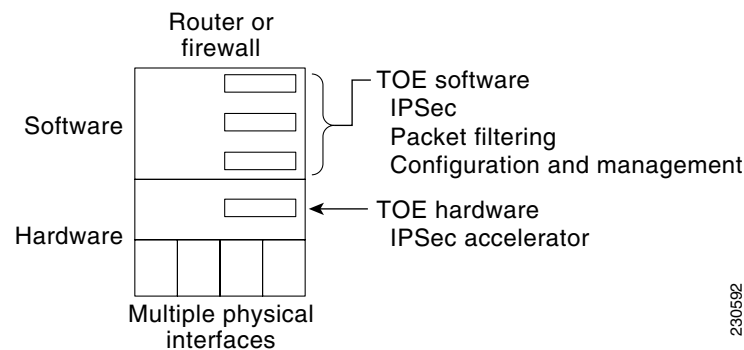 Router or
firewall
Software
TOE software
IPSec
Packet filtering
Configuration and management
Hardware
TOE hardware
IPSec accelerator
Multiple physical
interfaces
230592